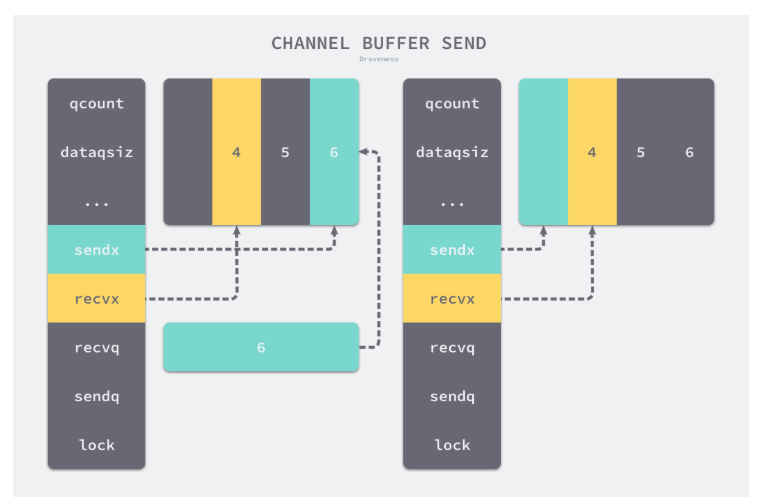 CHANNEL BUFFER SEND
Draveness
qcount
dataqsiz
...
sendx
recvx
recvq
sendq
lock
4 5 6
6
qcount
dataqsiz
...
sendx
recvx
recvq
sendq
lock
4 5 6